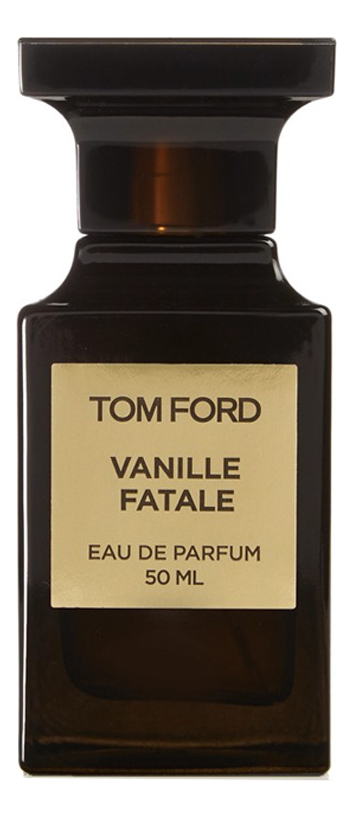 TOM FORD
VANILLE
FATALE
EAU DE PARFUM
50 ML